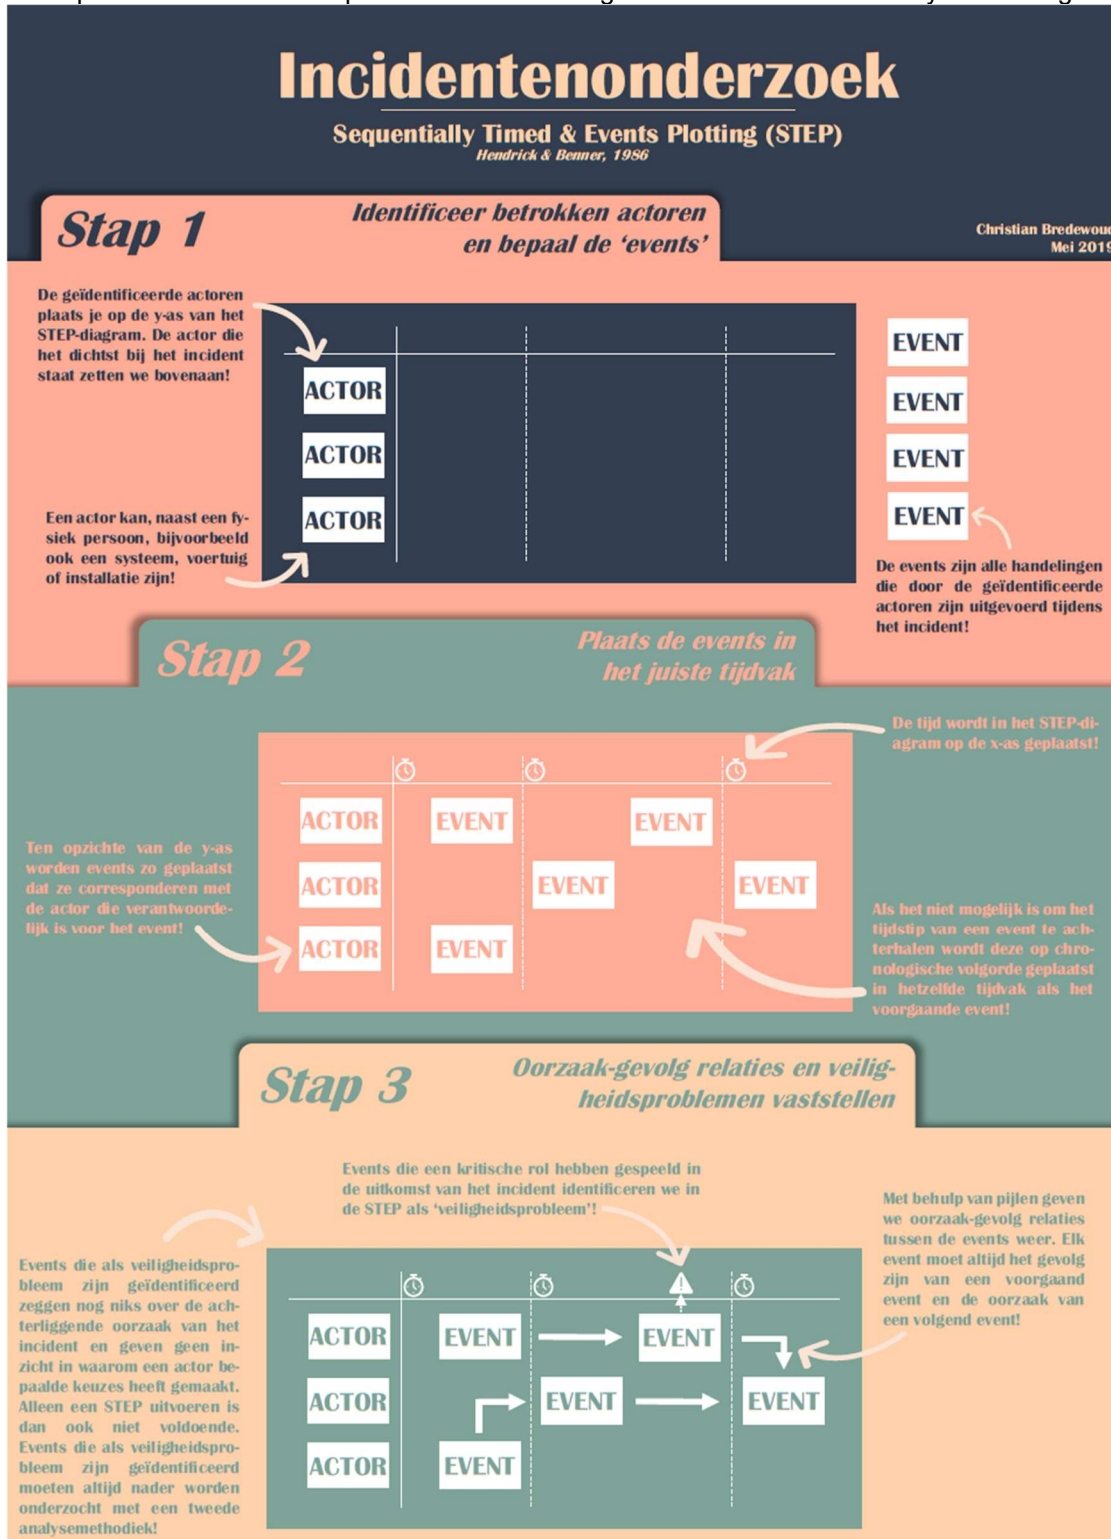 Incidentenonderzoek
Sequentially Timed & Events Plotting (STEP)
Hendrick & Benner, 1986
Stap 1
Identificeer betrokken actoren
en bepaal de ‘events’
Christian Bredewoud
Mei 2019
De geïdentificeerde actoren
plaats je op de y-as van het
STEP-diagram. De actor die
het dichtst bij het incident
staat zetten we bovenaan!
ACTOR
ACTOR
ACTOR
EVENT
EVENT
EVENT
EVENT
Een actor kan, naast een fy-
siek persoon, bijvoorbeeld
ook een systeem, voertuig
of installatie zijn!
De events zijn alle handelingen
die door de geïdentificeerde
actoren zijn uitgevoerd tijdens
het incident!
Stap 2
Plaats de events in
het juiste tijdvak
De tijd wordt in het STEP-di-
agram op de x-as geplaatst!
ACTOR EVENT EVENT
ACTOR EVENT EVENT
ACTOR EVENT
Ten opzichte van de y-as
worden events zo geplaatst
dat ze corresponderen met
de actor die verantwoorde-
lijk is voor het event!
Als het niet mogelijk is om het
tijdstip van een event te ach-
terhalen wordt deze op chro-
nologische volgorde geplaatst
in hetzelfde tijdvak als het
voorgaande event!
Stap 3
Oorzaak-gevolg relaties en veilig-
heidsproblemen vaststellen
Events die een kritische rol hebben gespeeld in
de uitkomst van het incident identificeren we in
de STEP als ‘veiligheidsprobleem’!
Met behulp van pijlen geven
we oorzaak-gevolg relaties
tussen de events weer. Elk
event moet altijd het gevolg
zijn van een voorgaand
event en de oorzaak van
een volgend event!
Events die als veiligheidspro-
bleem zijn geïdentificeerd
zeggen nog niks over de ach-
terliggende oorzaak van het
incident en geven geen in-
zicht in waarom een actor be-
paalde keuzes heeft gemaakt.
Alleen een STEP uitvoeren is
dan ook niet voldoende.
Events die als veiligheidspro-
bleem zijn geïdentificeerd
moeten altijd nader worden
onderzocht met een tweede
analysemethodiek!
ACTOR EVENT EVENT
ACTOR EVENT EVENT
ACTOR EVENT